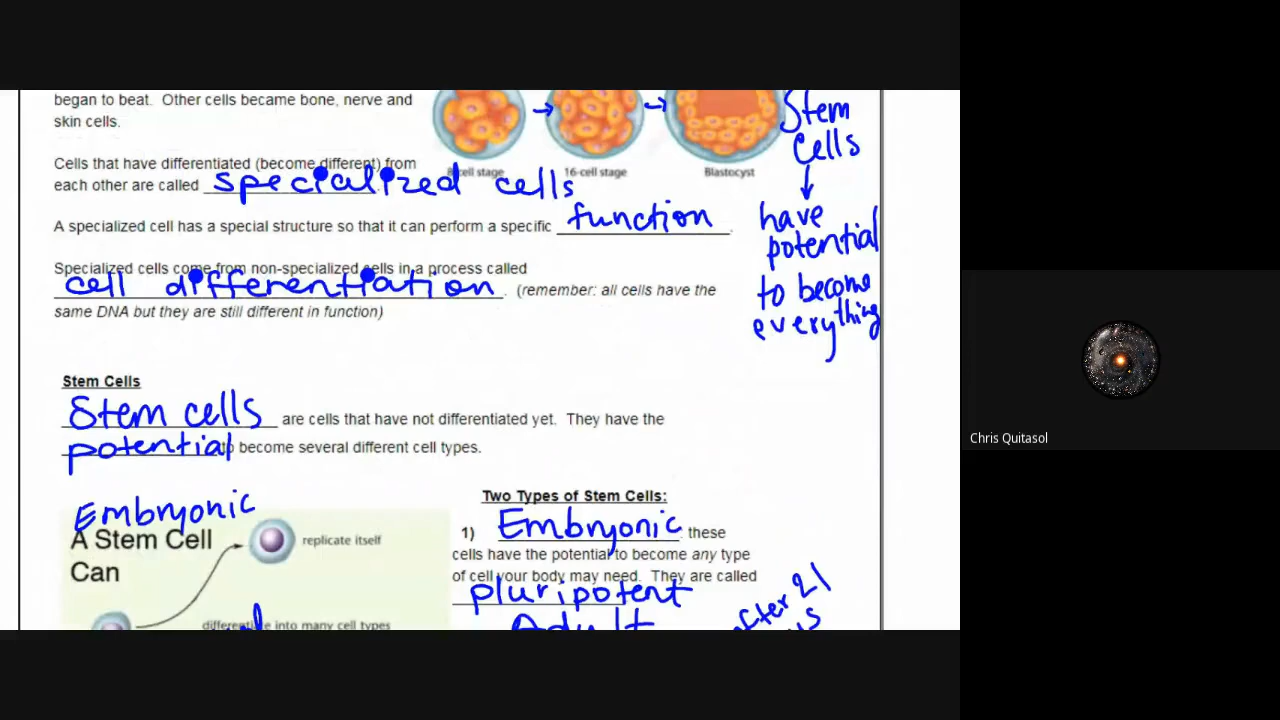 began to beat. Other cells became bone, nerve and
skin cells.
8 cell stage 16-cell stage Blastocyst
Stem
cells
have
potential
to become
everything
Cells that have differentiated (become different) from
each other are called specialized cells
A specialized cell has a special structure so that it can perform a specific function.
Specialized cells come from non-specialized cells in a process called
cell differentiation. (remember: all cells have the
same DNA but they are still different in function)
Stem Cells
Stem cells are cells that have not differentiated yet. They have the
potential to become several different cell types.
Embryonic
A Stem Cell
Can
replicate itself
differentiate into many cell types
Two Types of Stem Cells:
1) Embryonic: these
cells have the potential to become any type
of cell your body may need. They are called
pluripotent
Adult
after 21
Chris Quitasol